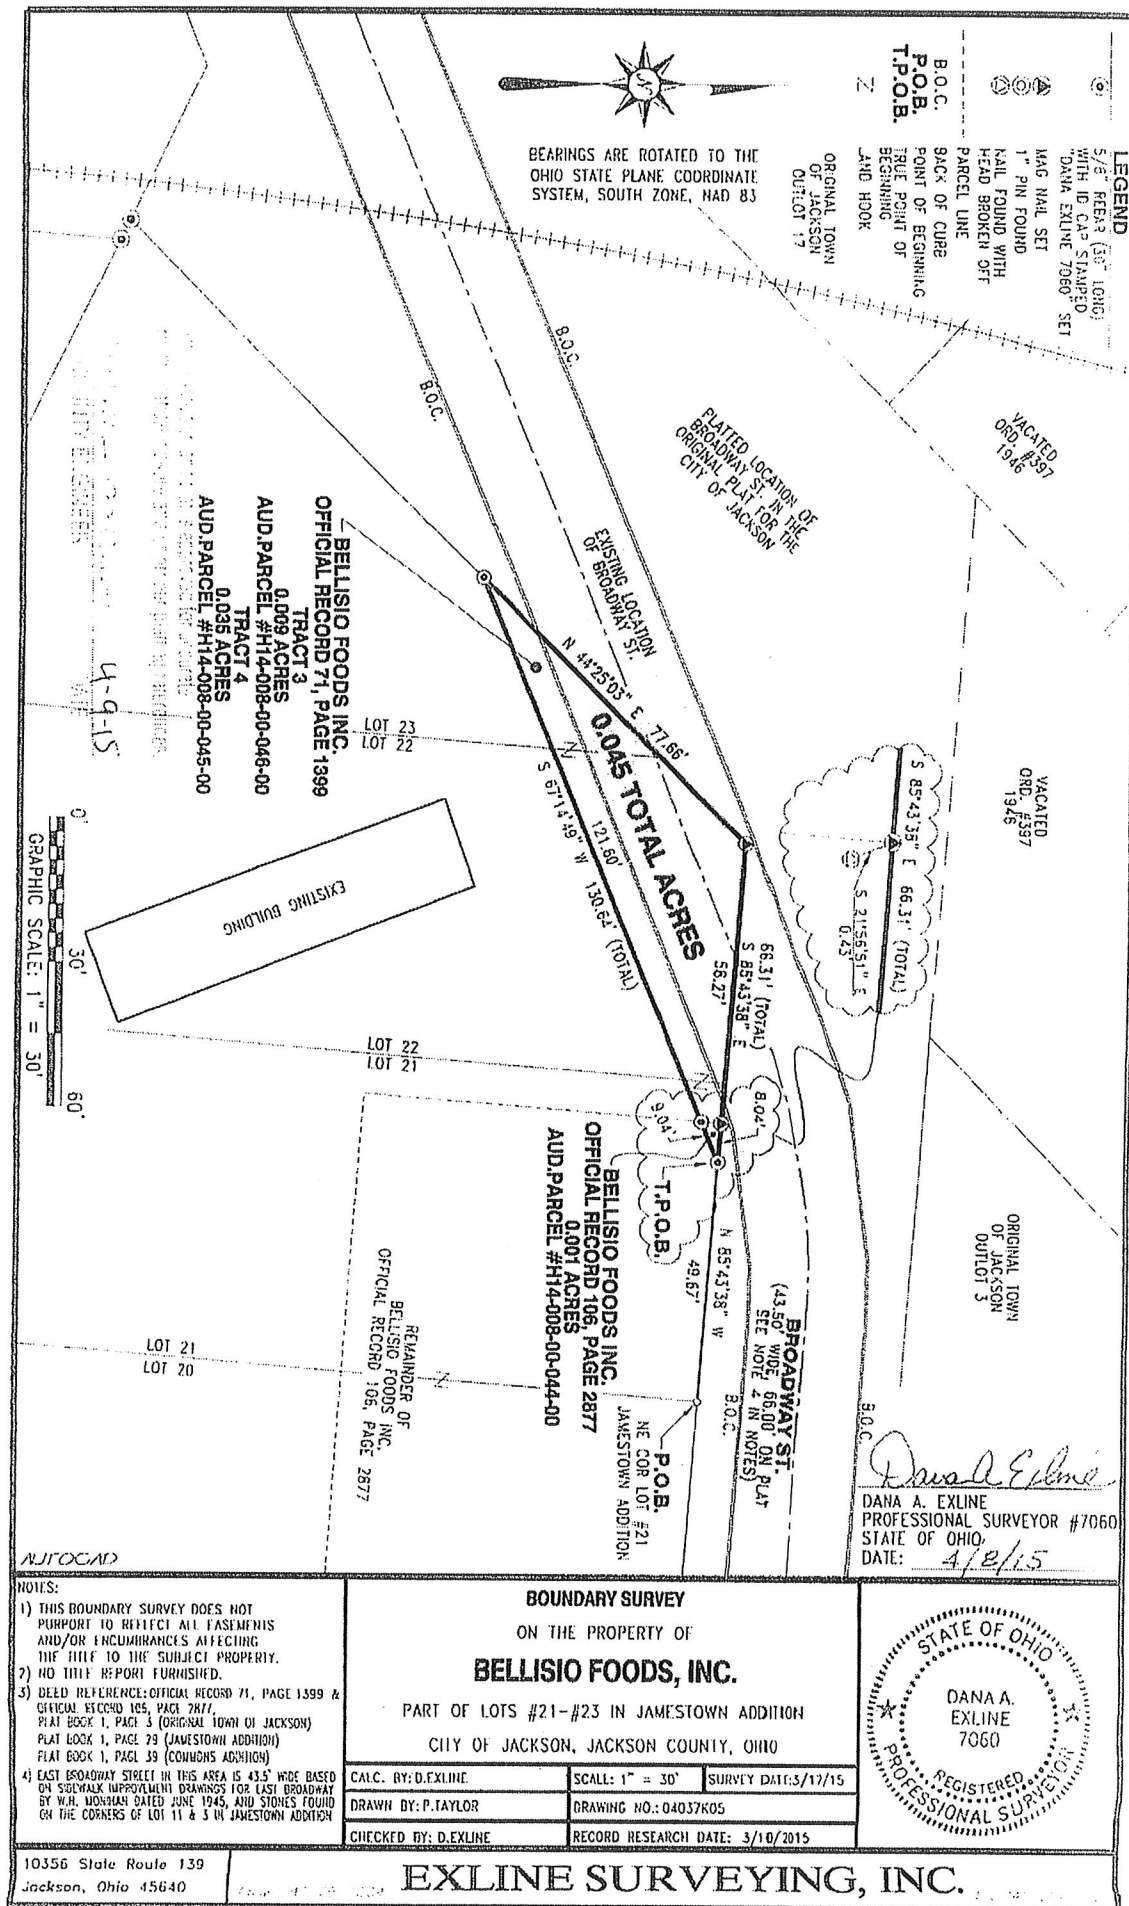 LEGEND
5/8" REBAR (30" LONG)
WITH ID CAP STAMPED
"DANA EXLINE 7060" SET
MAG NAIL SET
1" PIN FOUND
NAIL FOUND WITH
HEAD BROKEN OFF
PARCEL LINE
B.O.C. BACK OF CURB
P.O.B. POINT OF BEGINNING
T.P.O.B. TRUE POINT OF
BEGINNING
Z LAND HOOK
BEARINGS ARE ROTATED TO THE
OHIO STATE PLANE COORDINATE
SYSTEM, SOUTH ZONE, NAD 83
ORIGINAL TOWN
OF JACKSON
OUTLOT 17
VACATED
ORD. #397
1946
VACATED
ORD. #397
1946
ORIGINAL TOWN
OF JACKSON
OUTLOT 3
PLATTED LOCATION OF
BROADWAY ST. IN THE
ORIGINAL PLAT FOR THE
CITY OF JACKSON
EXISTING LOCATION
OF BROADWAY ST.
B.O.C.
B.O.C.
N 44°25'03" E 77.66'
0.045 TOTAL ACRES
S 67°14'49" W 130.64' (TOTAL)
121.60'
66.31' (TOTAL)
S 85°43'38" E
58.27'
S 85°43'38" E 66.31' (TOTAL)
S 21°56'51" E
0.43'
8.04'
9.04'
T.P.O.B.
N 85°43'38" W
49.67'
BROADWAY ST.
(43.50' WIDE, 66.00' ON PLAT
SEE NOTE 4 IN NOTES)
B.O.C.
B.O.C.
P.O.B.
NE COR LOT #21
JAMESTOWN ADDITION
BELLISIO FOODS INC.
OFFICIAL RECORD 71, PAGE 1399
TRACT 3
0.009 ACRES
AUD.PARCEL #H14-008-00-046-00
TRACT 4
0.035 ACRES
AUD.PARCEL #H14-008-00-045-00
4-9-15
BELLISIO FOODS INC.
OFFICIAL RECORD 106, PAGE 2877
0.001 ACRES
AUD.PARCEL #H14-008-00-044-00
REMAINDER OF
BELLISIO FOODS INC.
OFFICIAL RECORD 106, PAGE 2877
LOT 23
LOT 22
LOT 22
LOT 21
LOT 21
LOT 20
EXISTING BUILDING
0' 30' 60'
GRAPHIC SCALE: 1" = 30'
AUTOCAD
Dana A Exline
DANA A. EXLINE
PROFESSIONAL SURVEYOR #7060
STATE OF OHIO
DATE: 4/8/15
NOTES:
1) THIS BOUNDARY SURVEY DOES NOT
PURPORT TO REFLECT ALL EASEMENTS
AND/OR ENCUMBRANCES AFFECTING
THE TITLE TO THE SUBJECT PROPERTY.
2) NO TITLE REPORT FURNISHED.
3) DEED REFERENCE: OFFICIAL RECORD 71, PAGE 1399 &
OFFICIAL RECORD 106, PAGE 2877,
PLAT BOOK 1, PAGE 3 (ORIGINAL TOWN OF JACKSON)
PLAT BOOK 1, PAGE 29 (JAMESTOWN ADDITION)
PLAT BOOK 1, PAGE 39 (COMMONS ADDITION)
4) EAST BROADWAY STREET IN THIS AREA IS 43.5' WIDE BASED
ON SIDEWALK IMPROVEMENT DRAWINGS FOR EAST BROADWAY
BY W.H. MONAHAN DATED JUNE 1945, AND STONES FOUND
ON THE CORNERS OF LOT 11 & 3 IN JAMESTOWN ADDITION
BOUNDARY SURVEY
ON THE PROPERTY OF
BELLISIO FOODS, INC.
PART OF LOTS #21-#23 IN JAMESTOWN ADDITION
CITY OF JACKSON, JACKSON COUNTY, OHIO
CALC. BY: D.EXLINE SCALE: 1" = 30' SURVEY DATE:3/17/15
DRAWN BY: P.TAYLOR DRAWING NO.: 04037K05
CHECKED BY: D.EXLINE RECORD RESEARCH DATE: 3/10/2015
STATE OF OHIO
DANA A.
EXLINE
7060
REGISTERED
PROFESSIONAL SURVEYOR
10356 State Route 139
Jackson, Ohio 45640
EXLINE SURVEYING, INC.